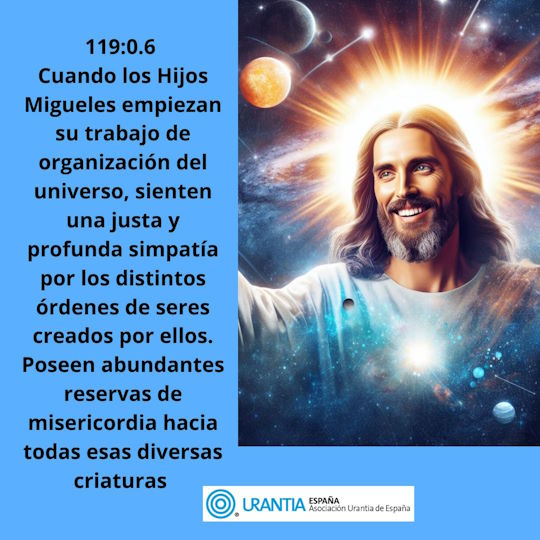 119:0.6
Cuando los Hijos
Migueles empiezan
su trabajo de
organización del
universo, sienten
una justa y
profunda simpatía
por los distintos
órdenes de seres
creados por ellos.
Poseen abundantes
reservas de
misericordia hacia
todas esas diversas
criaturas
® URANTIA ESPAÑA
Asociación Urantia de España